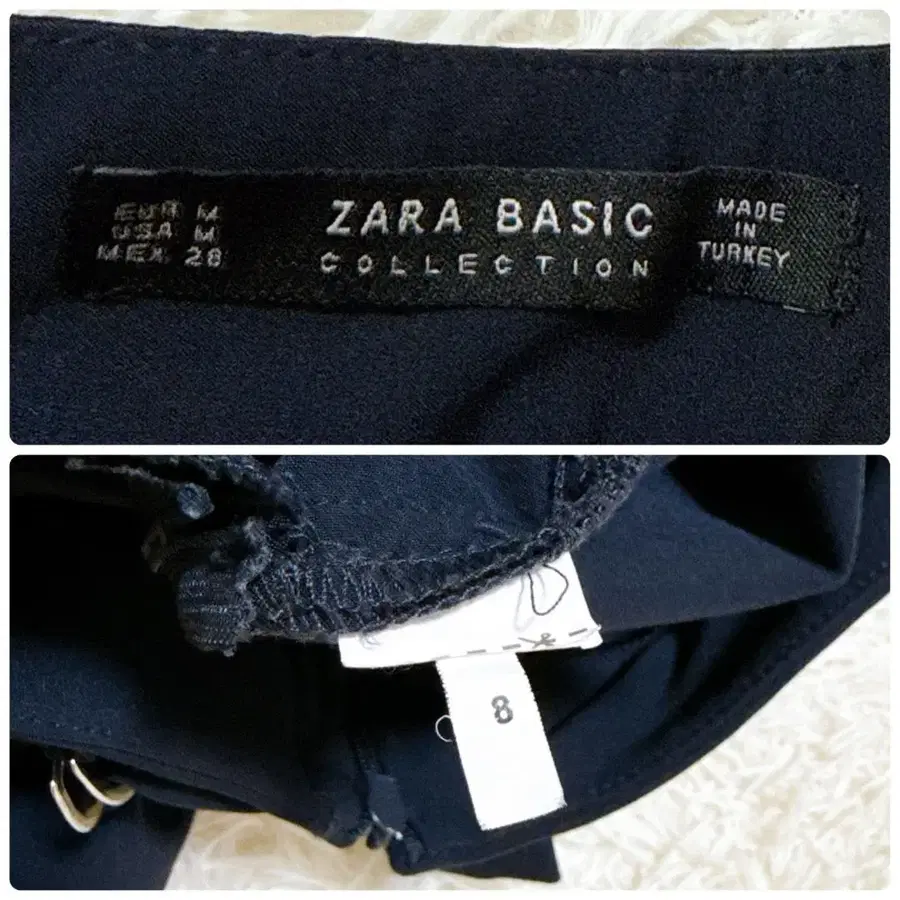 EUR M
USA M
MEX 28
ZARA BASIC
COLLECTION
MADE
IN
TURKEY
8